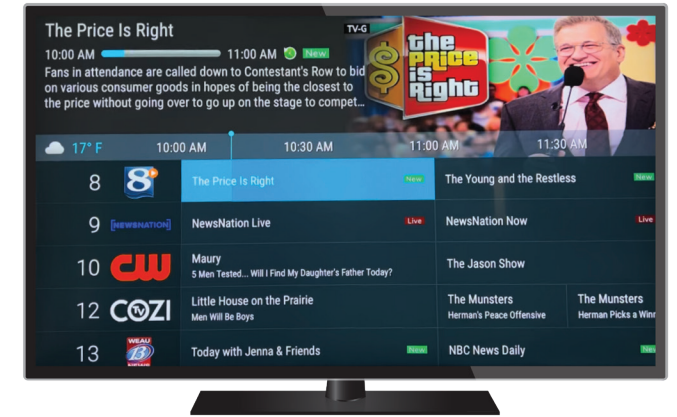 The Price Is Right
TV-G
10:00 AM 11:00 AM New
Fans in attendance are called down to Contestant's Row to bid
on various consumer goods in hopes of being the closest to
the price without going over to go up on the stage to compet...
the
PRiCE
is
Right
$
17° F 10:00 AM 10:30 AM 11:00 AM 11:30 AM
8 8 The Price Is Right New The Young and the Restless New
9 [NEWSNATION] NewsNation Live Live NewsNation Now Live
10 CW Maury
5 Men Tested... Will I Find My Daughter's Father Today?
The Jason Show
12 COZI TV Little House on the Prairie
Men Will Be Boys
The Munsters
Herman's Peace Offensive
The Munsters
Herman Picks a Winn
13 WEAU 13 NEWS Today with Jenna & Friends New NBC News Daily New